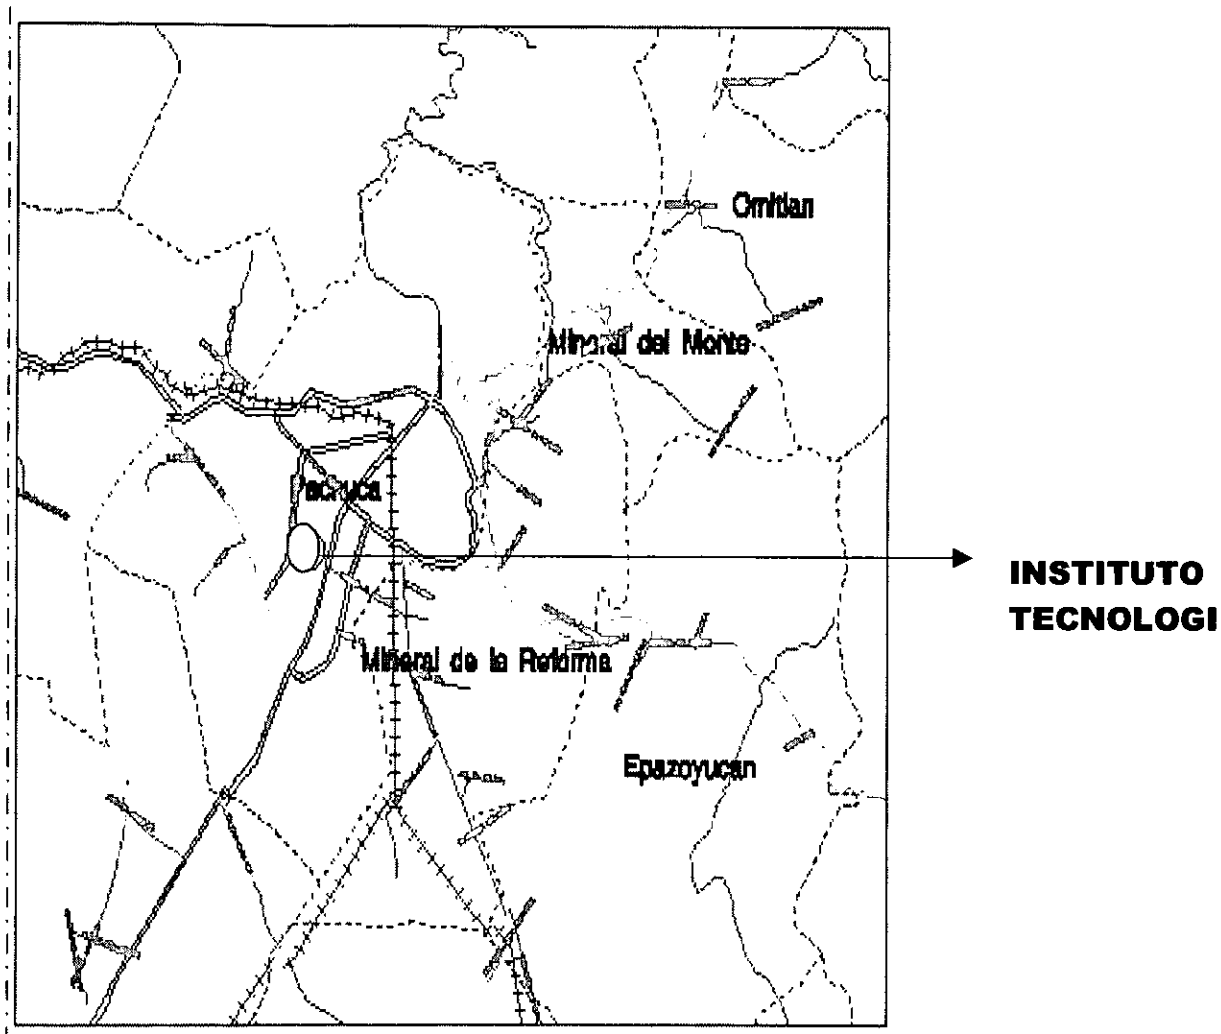 Omitlan
Mineral del Monte
Pachuca
INSTITUTO
TECNOLOGI
Mineral de la Reforma
Epazoyucan